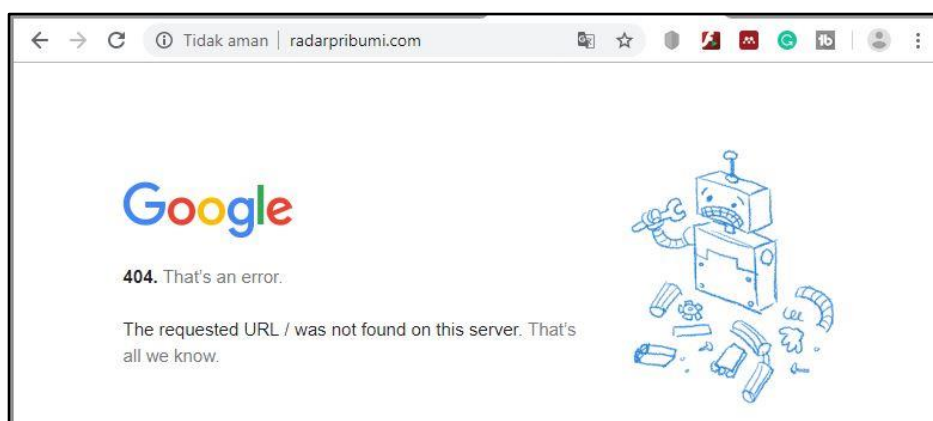 Tidak aman | radarpribumi.com
Google
404. That's an error.
The requested URL / was not found on this server. That's
all we know.